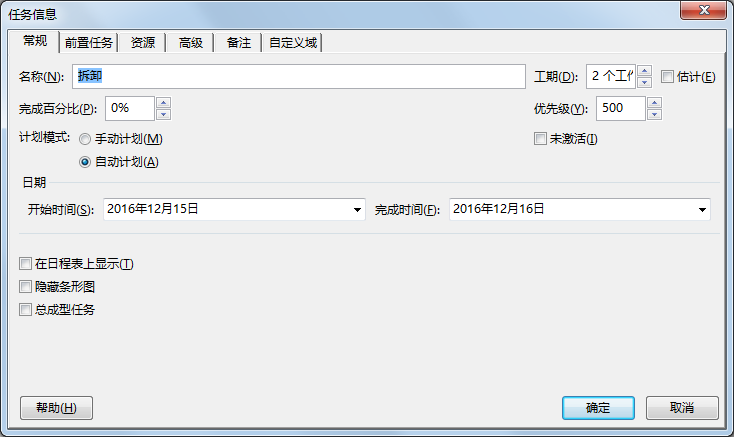 任务信息
常规 前置任务 资源 高级 备注 自定义域
名称(N): 拆卸 工期(D): 2 个工 估计(E)
完成百分比(P): 0% 优先级(Y): 500
计划模式: 手动计划(M) 未激活(I)
自动计划(A)
日期
开始时间(S): 2016年12月15日 完成时间(F): 2016年12月16日
在日程表上显示(T)
隐藏条形图
总成型任务
帮助(H) 确定 取消